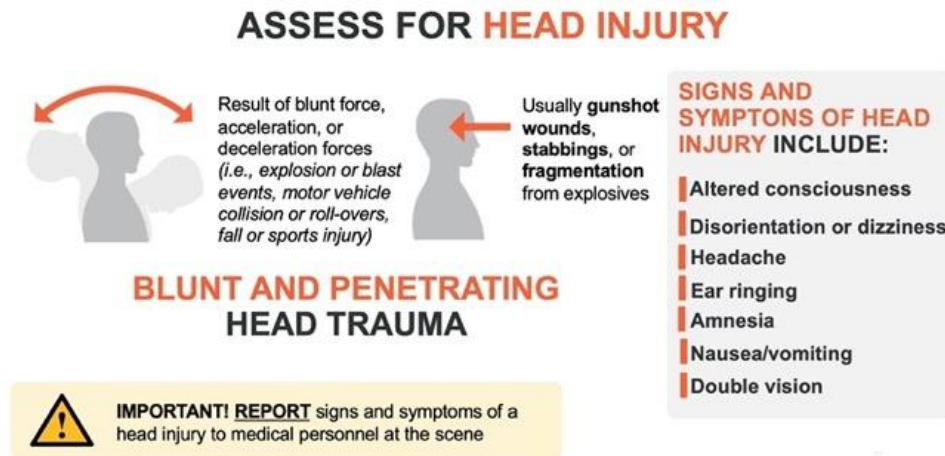 ASSESS FOR HEAD INJURY
Result of blunt force,
acceleration, or
deceleration forces
(i.e., explosion or blast
events, motor vehicle
collision or roll-overs,
fall or sports injury)
Usually gunshot
wounds,
stabbings, or
fragmentation
from explosives
BLUNT AND PENETRATING
HEAD TRAUMA
IMPORTANT! REPORT signs and symptoms of a
head injury to medical personnel at the scene
SIGNS AND
SYMPTONS OF HEAD
INJURY INCLUDE:
Altered consciousness
Disorientation or dizziness
Headache
Ear ringing
Amnesia
Nausea/vomiting
Double vision